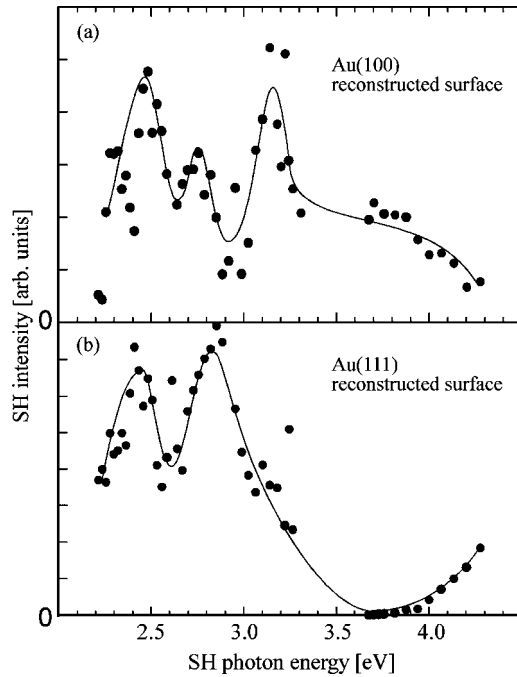 (a)
Au(100)
reconstructed surface
SH intensity [arb. units]
0
(b)
Au(111)
reconstructed surface
0
2.5
3.0
3.5
4.0
SH photon energy [eV]